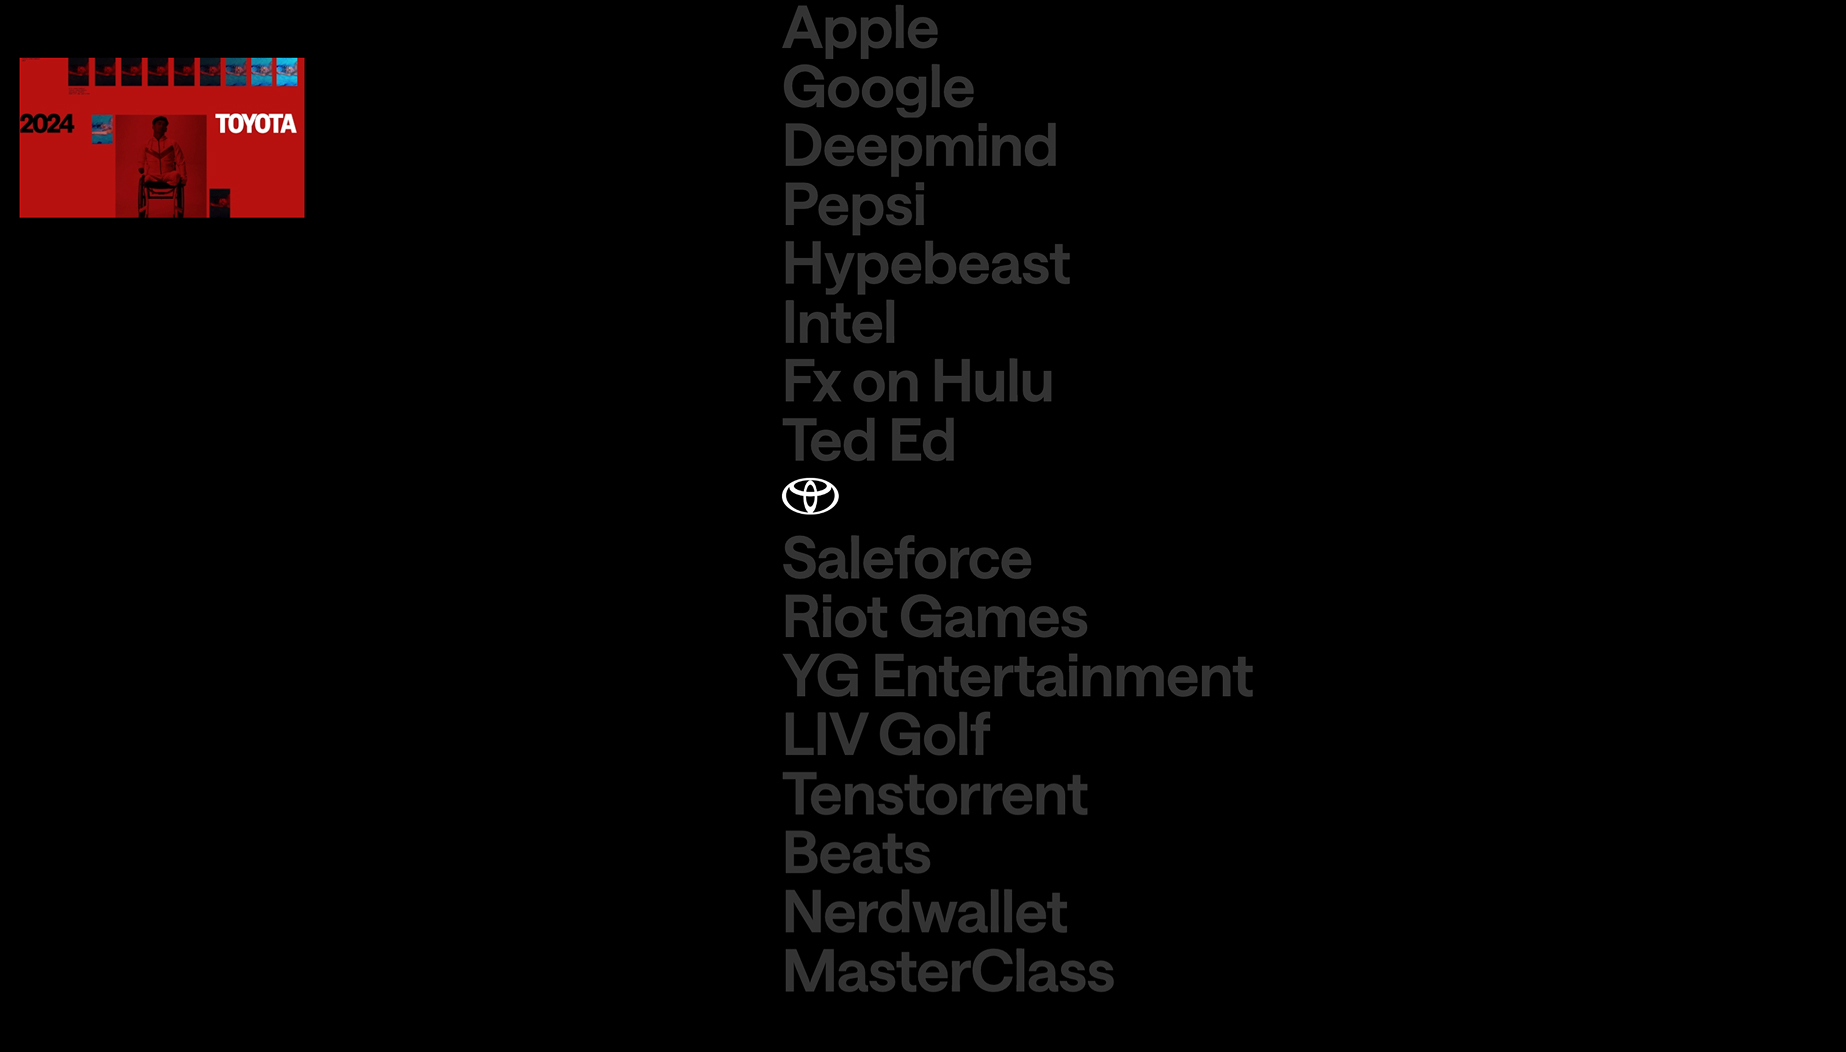 2024
TOYOTA
Apple
Google
Deepmind
Pepsi
Hypebeast
Intel
Fx on Hulu
Ted Ed
Saleforce
Riot Games
YG Entertainment
LIV Golf
Tenstorrent
Beats
Nerdwallet
MasterClass